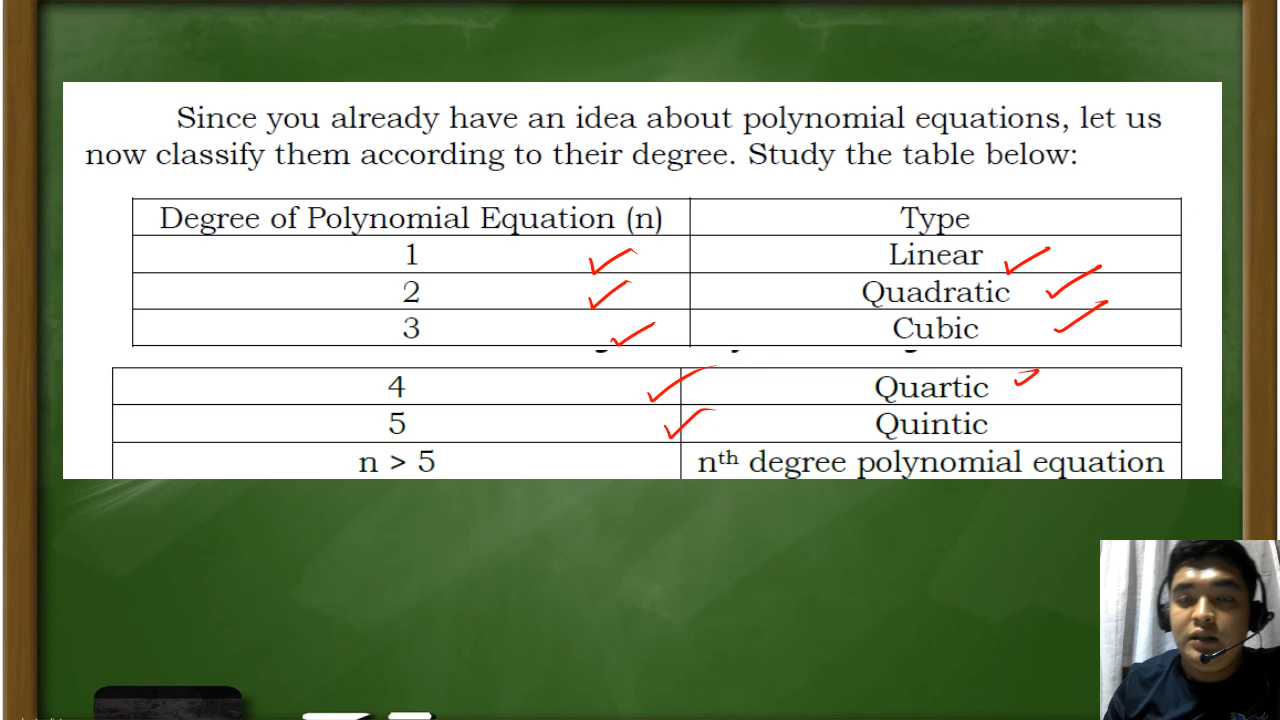 Since you already have an idea about polynomial equations, let us
now classify them according to their degree. Study the table below:
Degree of Polynomial Equation (n) Type
1 Linear
2 Quadratic
3 Cubic
4 Quartic
5 Quintic
n > 5 nᵗʰ degree polynomial equation